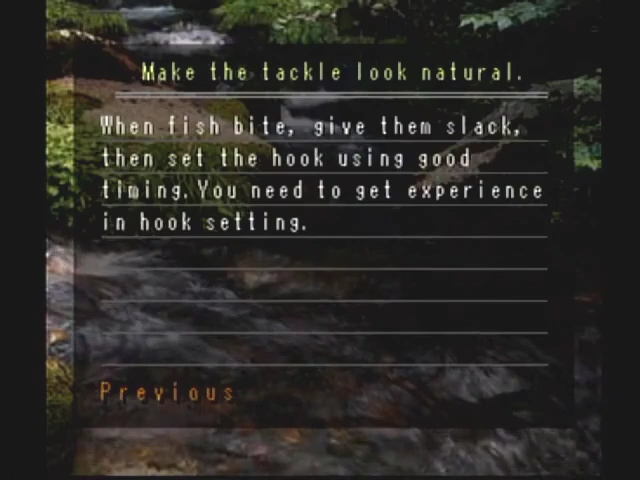 Make the tackle look natural.
When fish bite, give them slack,
then set the hook using good
timing.You need to get experience
in hook setting.
Previous